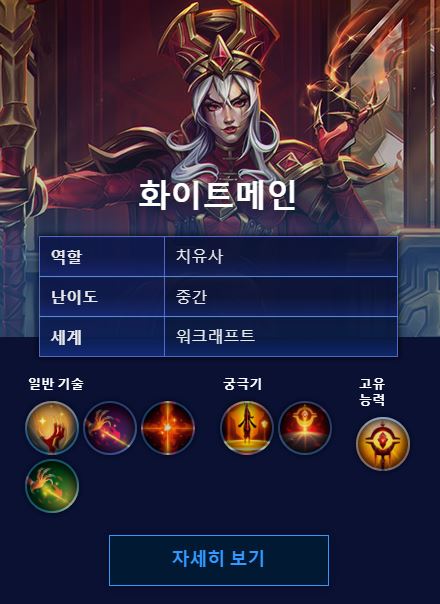 화이트메인
역할 치유사
난이도 중간
세계 워크래프트
일반 기술 궁극기 고유
능력
자세히 보기